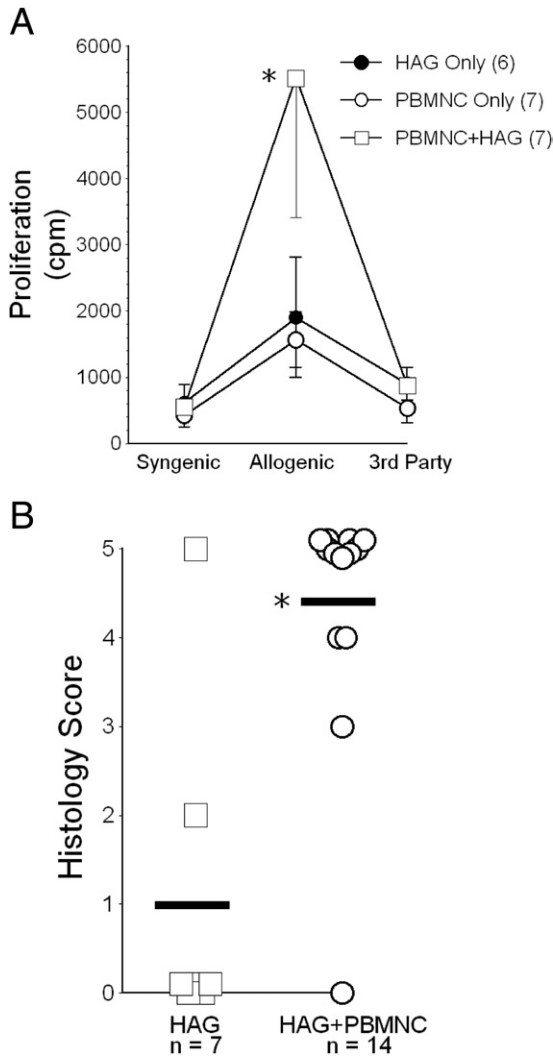 A
6000
5000
4000
3000
2000
1000
0
Proliferation
(cpm)
*
HAG Only (6)
PBMNC Only (7)
PBMNC+HAG (7)
Syngenic Allogenic 3rd Party
B
5
4
3
2
1
0
Histology Score
*
HAG HAG+PBMNC
n = 7 n = 14